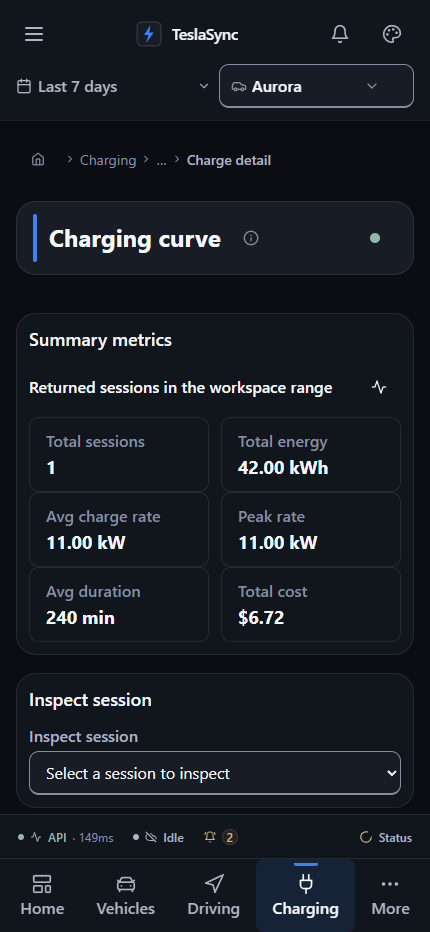 TeslaSync
Last 7 days
Aurora
Charging
...
Charge detail
Charging curve
Summary metrics
Returned sessions in the workspace range
Total sessions
1
Total energy
42.00 kWh
Avg charge rate
11.00 kW
Peak rate
11.00 kW
Avg duration
240 min
Total cost
$6.72
Inspect session
Inspect session
Select a session to inspect
API · 149ms
Idle
2
Status
Home
Vehicles
Driving
Charging
More